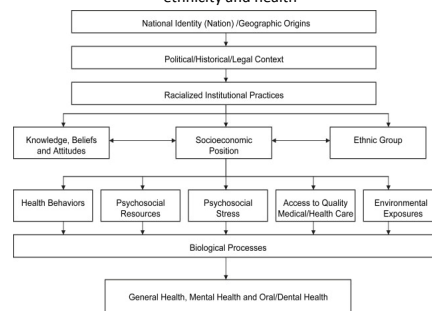 ethnicity and health
National Identity (Nation) /Geographic Origins
Political/Historical/Legal Context
Racialized Institutional Practices
Knowledge, Beliefs
and Attitudes
Socioeconomic
Position
Ethnic Group
Health Behaviors
Psychosocial
Resources
Psychosocial
Stress
Access to Quality
Medical/Health Care
Environmental
Exposures
Biological Processes
General Health, Mental Health and Oral/Dental Health